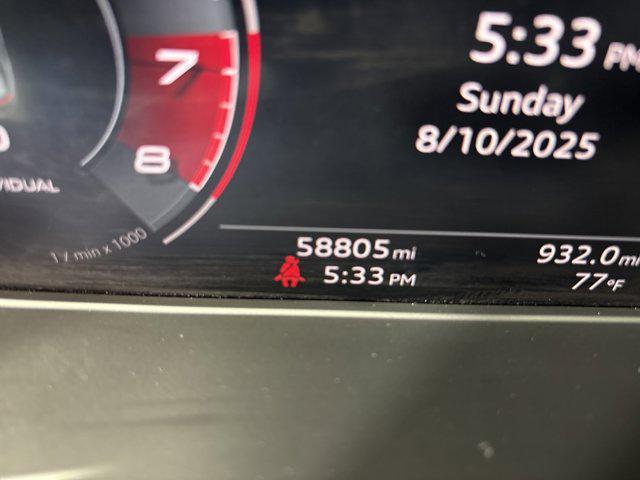 7
8
1 / min x 1000
5:33 PM
Sunday
8/10/2025
58805 mi
5:33 PM
932.0 mi
77°F